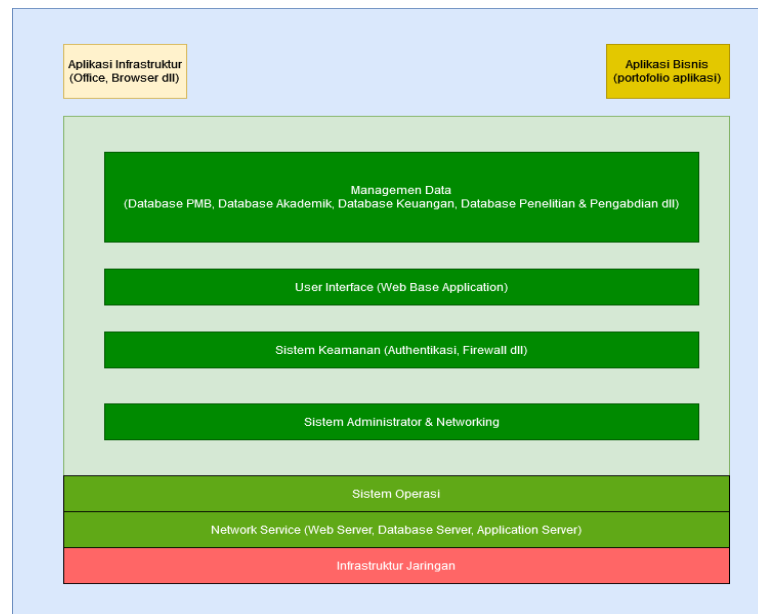 Aplikasi Infrastruktur
(Office, Browser dll)
Aplikasi Bisnis
(portofolio aplikasi)
Managemen Data
(Database PMB, Database Akademik, Database Keuangan, Database Penelitian & Pengabdian dll)
User Interface (Web Base Application)
Sistem Keamanan (Authentikasi, Firewall dll)
Sistem Administrator & Networking
Sistem Operasi
Network Service (Web Server, Database Server, Application Server)
Infrastruktur Jaringan